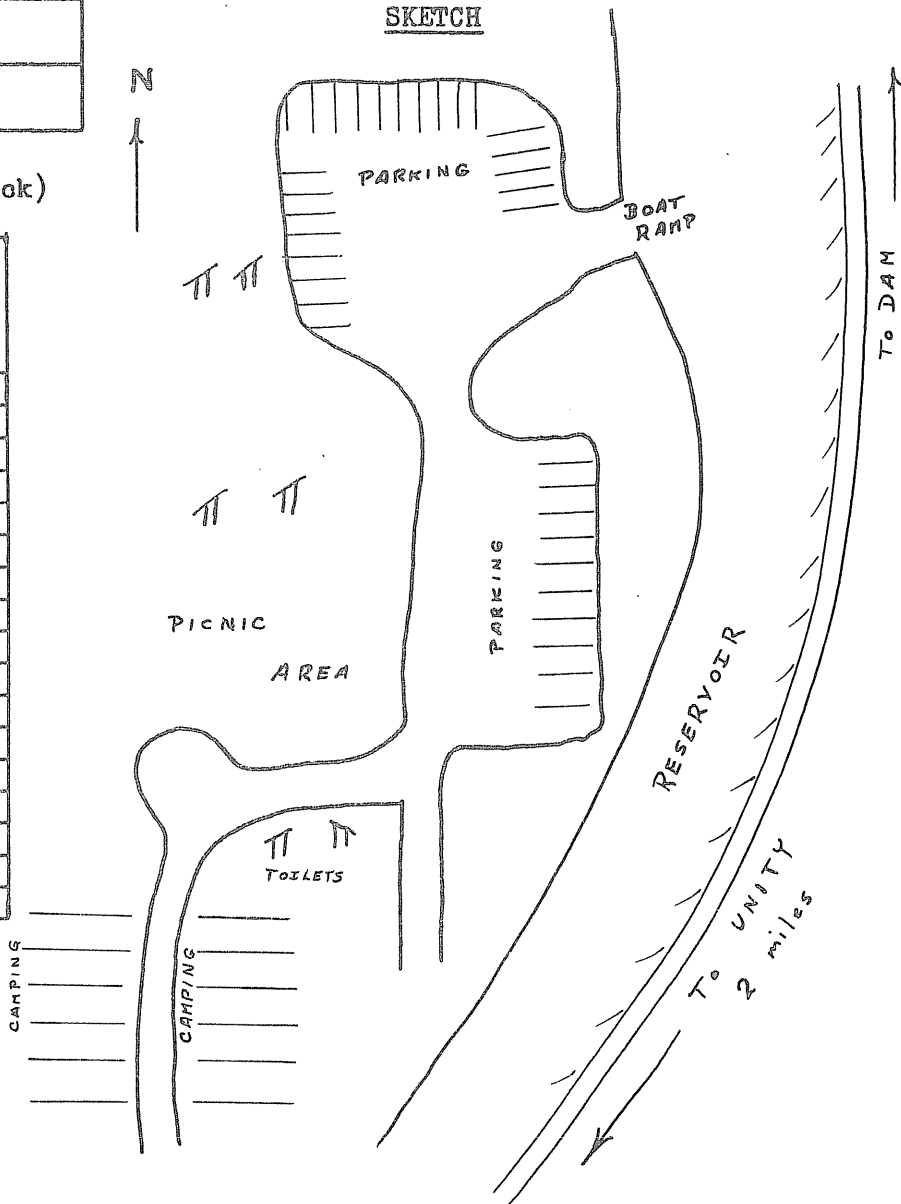 SKETCH
N
ok)
PARKING
BOAT
RAMP
TO DAM
PARKING
PICNIC
AREA
RESERVOIR
TOILETS
TO UNITY
2 miles
CAMPING
CAMPING